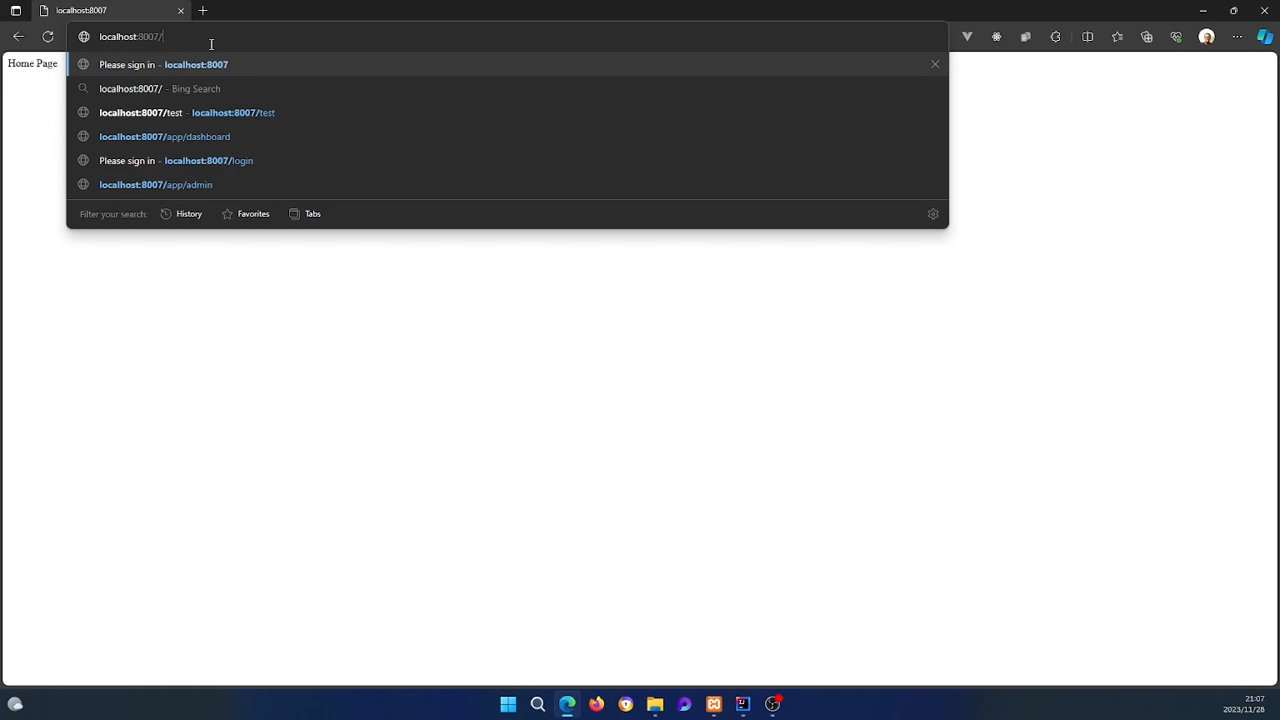 localhost:8007
localhost:8007/
Home Page
Please sign in - localhost:8007
localhost:8007/ - Bing Search
localhost:8007/test - localhost:8007/test
localhost:8007/app/dashboard
Please sign in - localhost:8007/login
localhost:8007/app/admin
Filter your search: History Favorites Tabs
21:07
2023/11/28